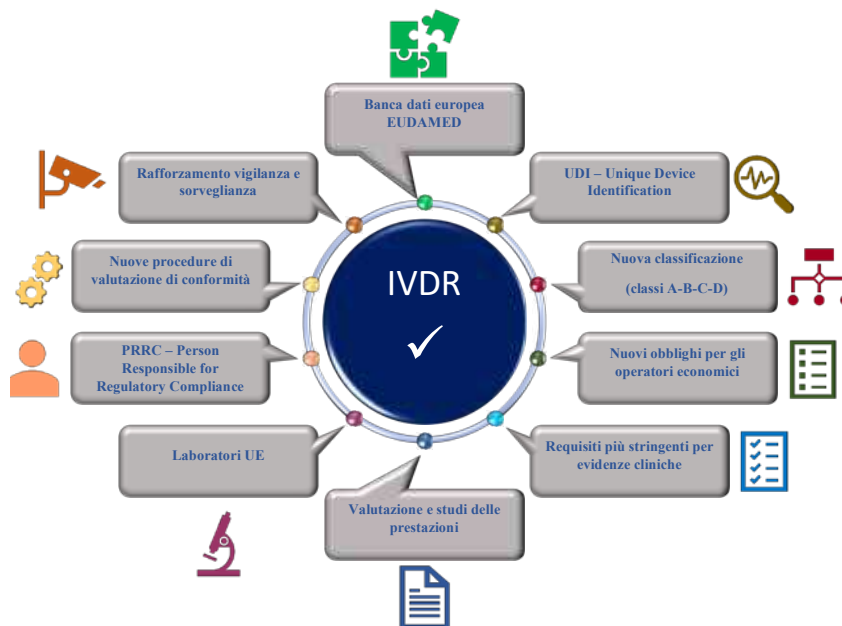 Banca dati europea
EUDAMED
Rafforzamento vigilanza e
sorveglianza
UDI – Unique Device
Identification
Nuove procedure di
valutazione di conformità
IVDR
Nuova classificazione
(classi A-B-C-D)
PRRC – Person
Responsible for
Regulatory Compliance
Nuovi obblighi per gli
operatori economici
Laboratori UE
Requisiti più stringenti per
evidenze cliniche
Valutazione e studi delle
prestazioni